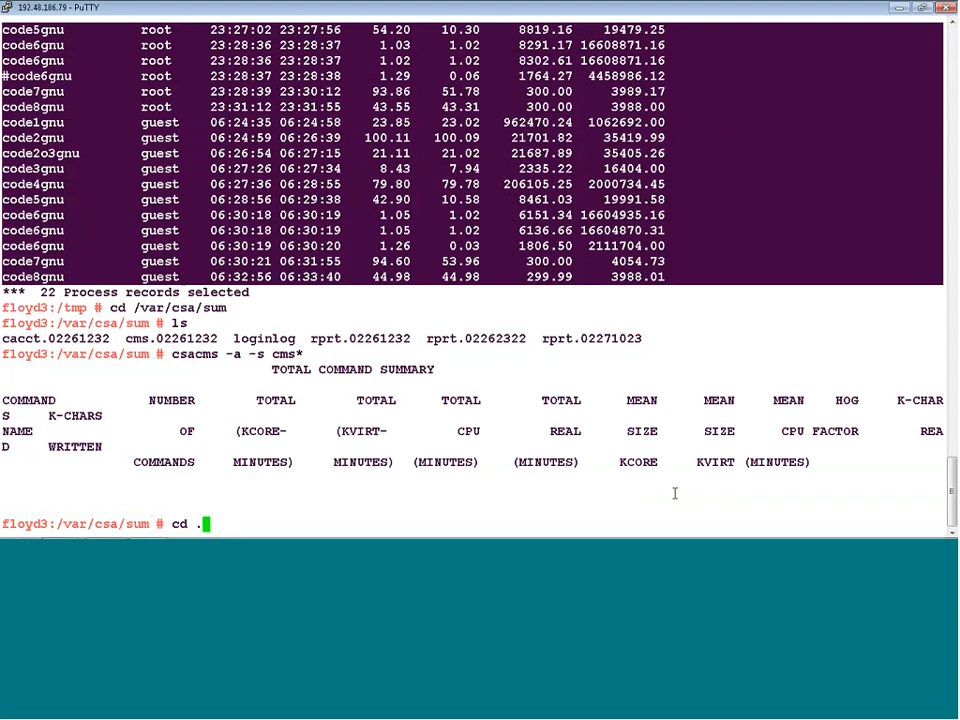 192.48.186.79 - PuTTY
code5gnu root 23:27:02 23:27:56 54.20 10.30 8819.16 19479.25
code6gnu root 23:28:36 23:28:37 1.03 1.02 8291.17 16608871.16
code6gnu root 23:28:36 23:28:37 1.02 1.02 8302.61 16608871.16
#code6gnu root 23:28:37 23:28:38 1.29 0.06 1764.27 4458986.12
code7gnu root 23:28:39 23:30:12 93.86 51.78 300.00 3989.17
code8gnu root 23:31:12 23:31:55 43.55 43.31 300.00 3988.00
code1gnu guest 06:24:35 06:24:58 23.85 23.02 962470.24 1062692.00
code2gnu guest 06:24:59 06:26:39 100.11 100.09 21701.82 35419.99
code2o3gnu guest 06:26:54 06:27:15 21.11 21.02 21687.89 35405.26
code3gnu guest 06:27:26 06:27:34 8.43 7.94 2335.22 16404.00
code4gnu guest 06:27:36 06:28:55 79.80 79.78 206105.25 2000734.45
code5gnu guest 06:28:56 06:29:38 42.90 10.58 8461.03 19991.58
code6gnu guest 06:30:18 06:30:19 1.05 1.02 6151.34 16604935.16
code6gnu guest 06:30:18 06:30:19 1.05 1.02 6136.66 16604870.31
code6gnu guest 06:30:19 06:30:20 1.26 0.03 1806.50 2111704.00
code7gnu guest 06:30:21 06:31:55 94.60 53.96 300.00 4054.73
code8gnu guest 06:32:56 06:33:40 44.98 44.98 299.99 3988.01
*** 22 Process records selected
floyd3:/tmp # cd /var/csa/sum
floyd3:/var/csa/sum # ls
cacct.02261232 cms.02261232 loginlog rprt.02261232 rprt.02262322 rprt.02271023
floyd3:/var/csa/sum # csacms -a -s cms*
TOTAL COMMAND SUMMARY
COMMAND NUMBER TOTAL TOTAL TOTAL TOTAL MEAN MEAN MEAN HOG K-CHAR
S K-CHARS
NAME OF (KCORE- (KVIRT- CPU REAL SIZE SIZE CPU FACTOR REA
D WRITTEN
COMMANDS MINUTES) MINUTES) (MINUTES) (MINUTES) KCORE KVIRT (MINUTES)
floyd3:/var/csa/sum # cd .